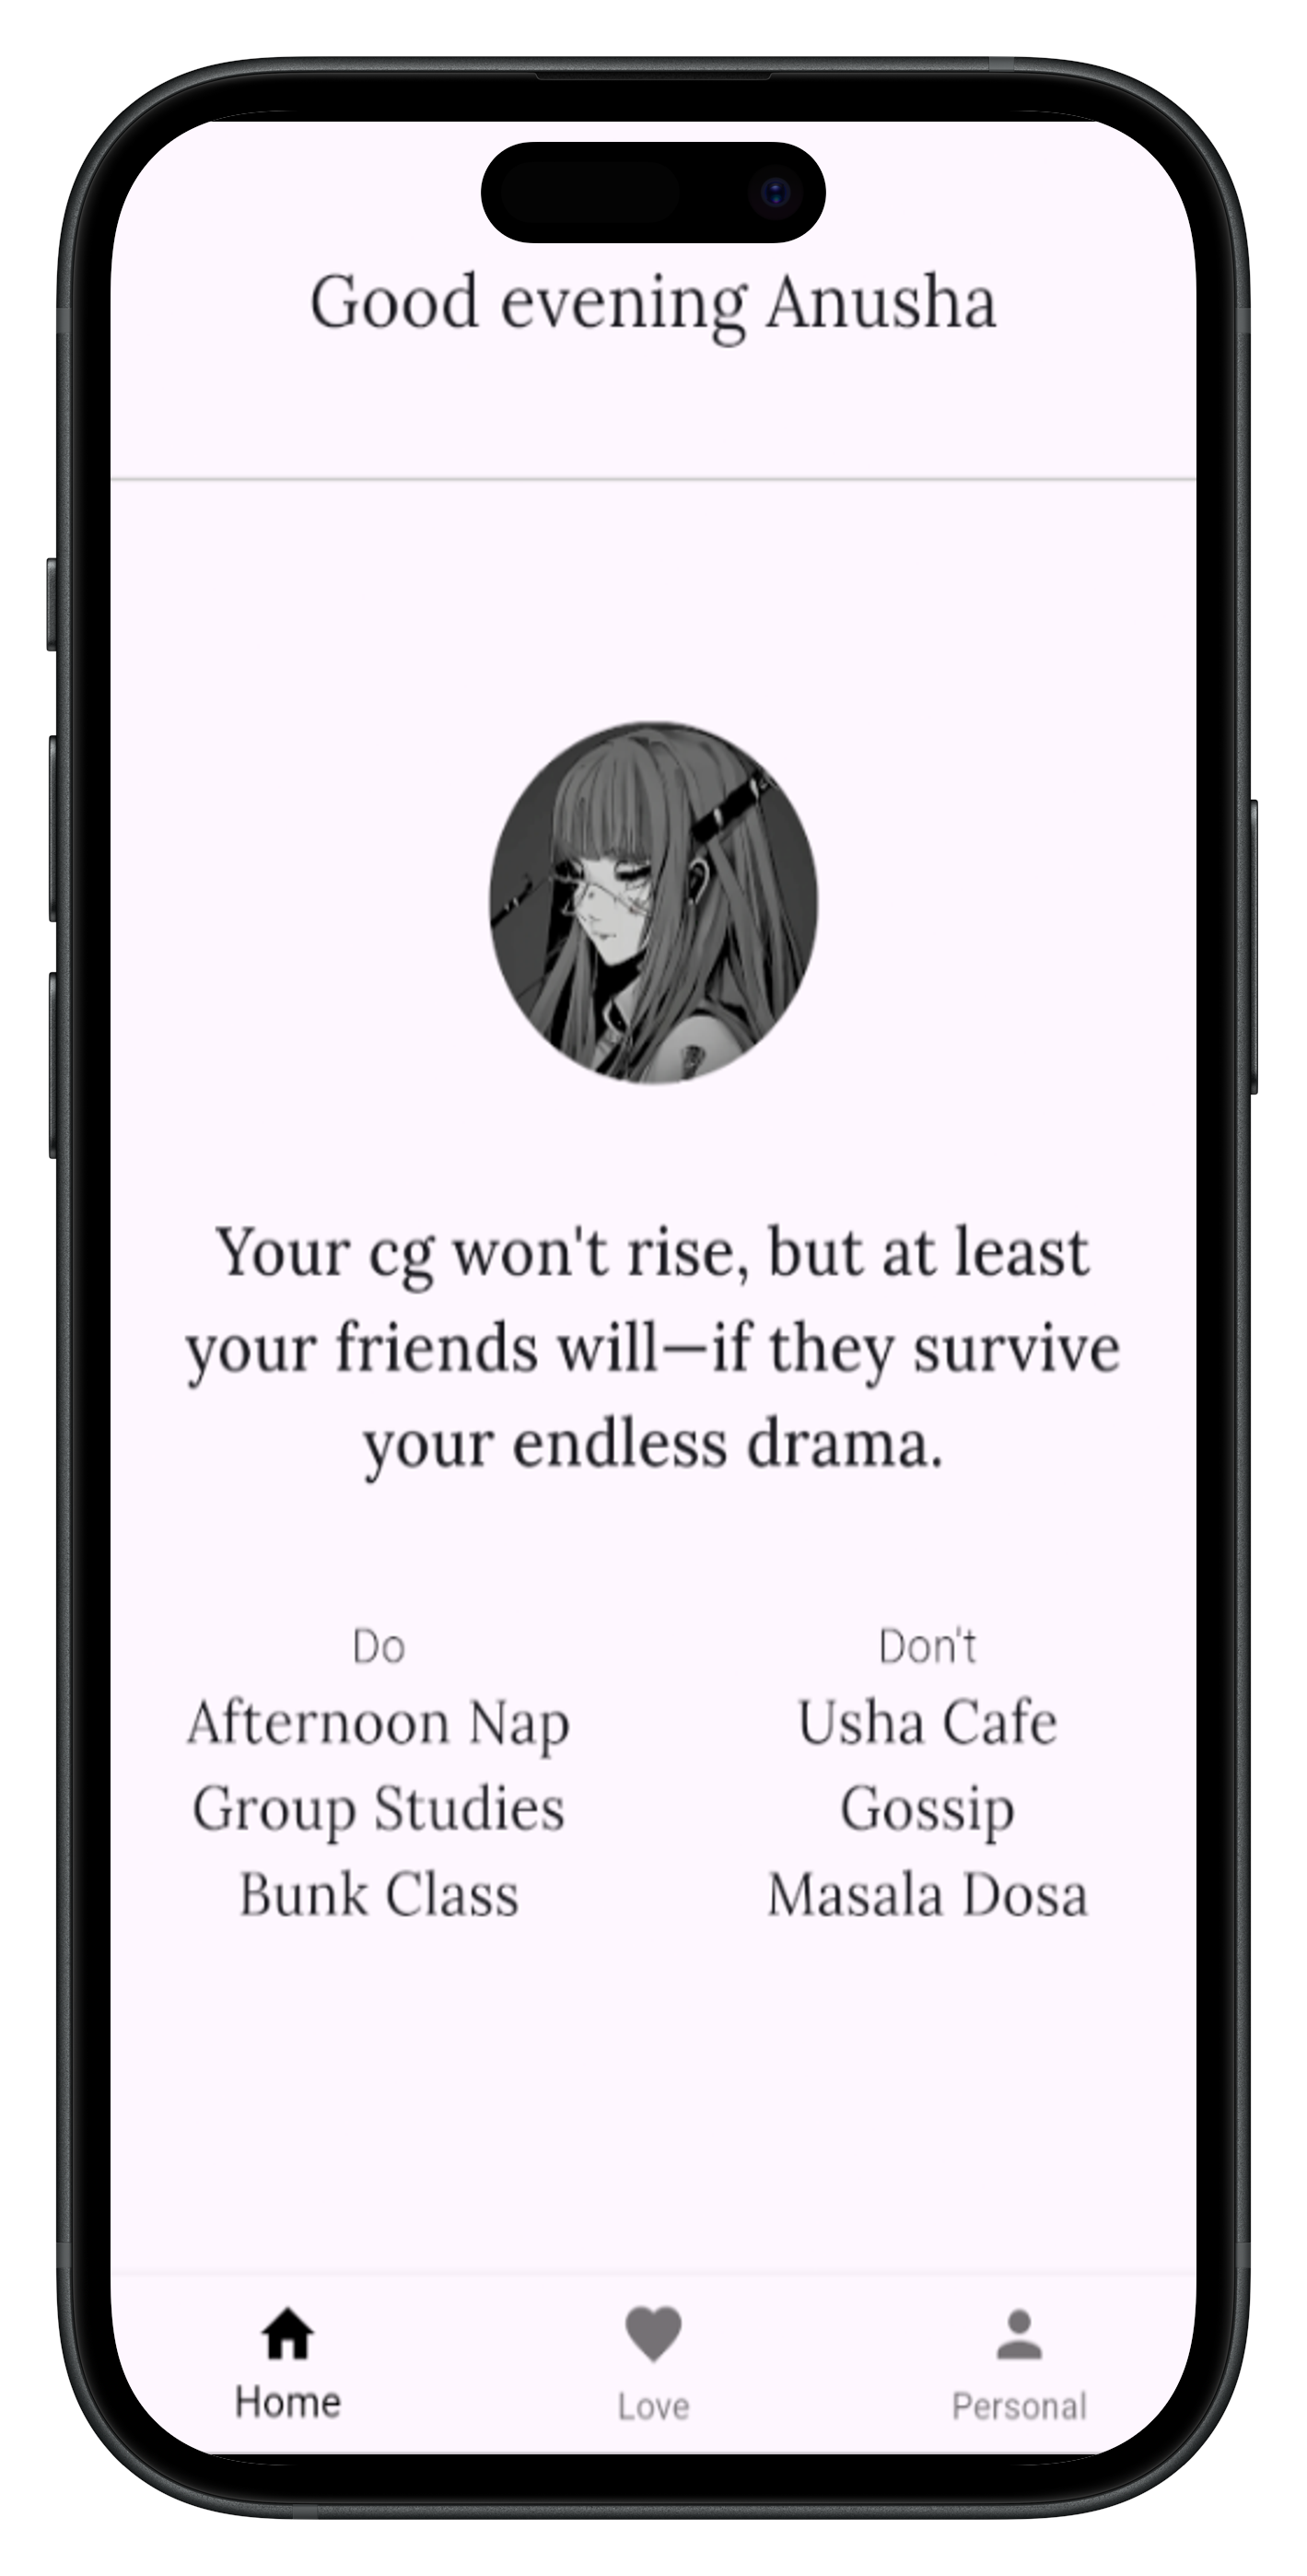 Good evening Anusha
Your cg won't rise, but at least
your friends will—if they survive
your endless drama.
Do
Afternoon Nap
Group Studies
Bunk Class
Don't
Usha Cafe
Gossip
Masala Dosa
Home
Love
Personal